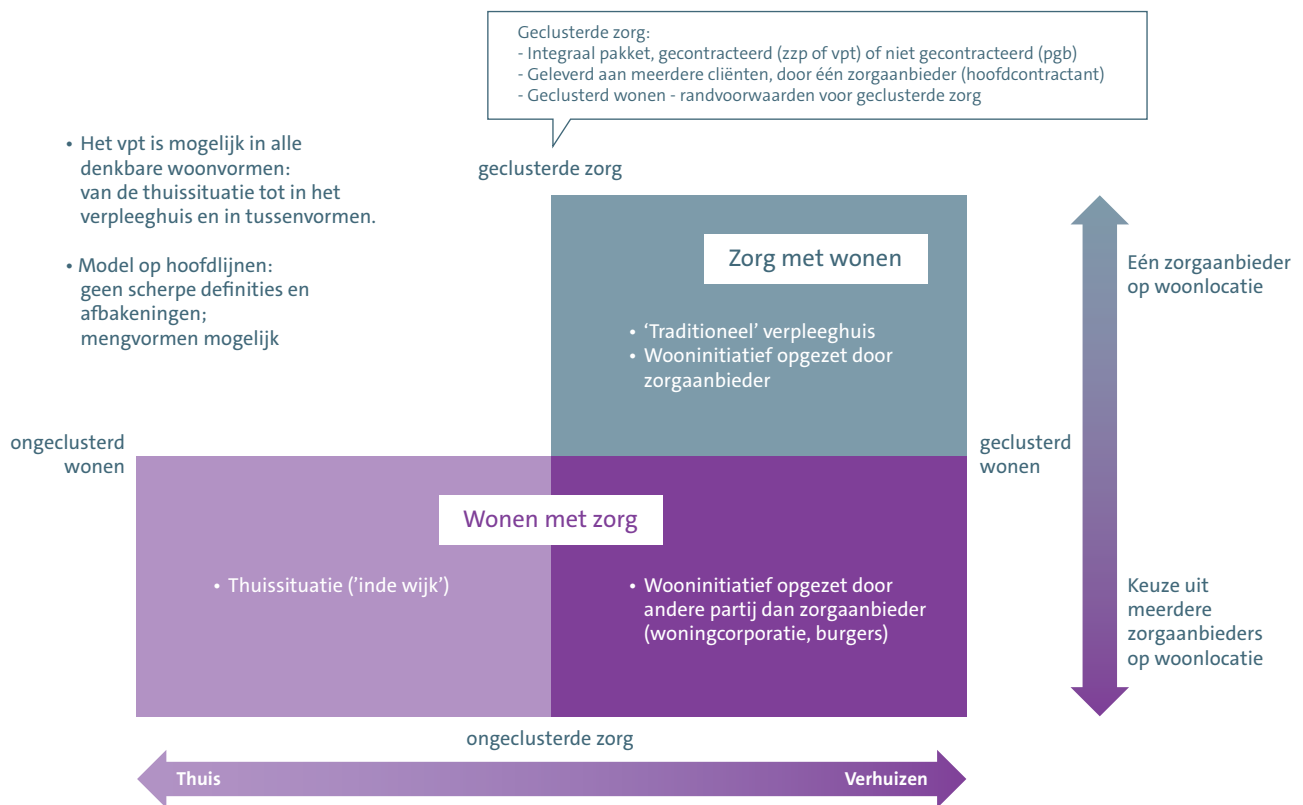 Geclusterde zorg:
- Integraal pakket, gecontracteerd (zzp of vpt) of niet gecontracteerd (pgb)
- Geleverd aan meerdere cliënten, door één zorgaanbieder (hoofdcontractant)
- Geclusterd wonen - randvoorwaarden voor geclusterde zorg
• Het vpt is mogelijk in alle
denkbare woonvormen:
van de thuissituatie tot in het
verpleeghuis en in tussenvormen.
• Model op hoofdlijnen:
geen scherpe definities en
afbakeningen;
mengvormen mogelijk
geclusterde zorg
Zorg met wonen
• ‘Traditioneel’ verpleeghuis
• Wooninitiatief opgezet door
zorgaanbieder
Eén zorgaanbieder
op woonlocatie
ongeclusterd
wonen
geclusterd
wonen
Wonen met zorg
• Thuissituatie (’inde wijk’)
• Wooninitiatief opgezet door
andere partij dan zorgaanbieder
(woningcorporatie, burgers)
Keuze uit
meerdere
zorgaanbieders
op woonlocatie
ongeclusterde zorg
Thuis
Verhuizen